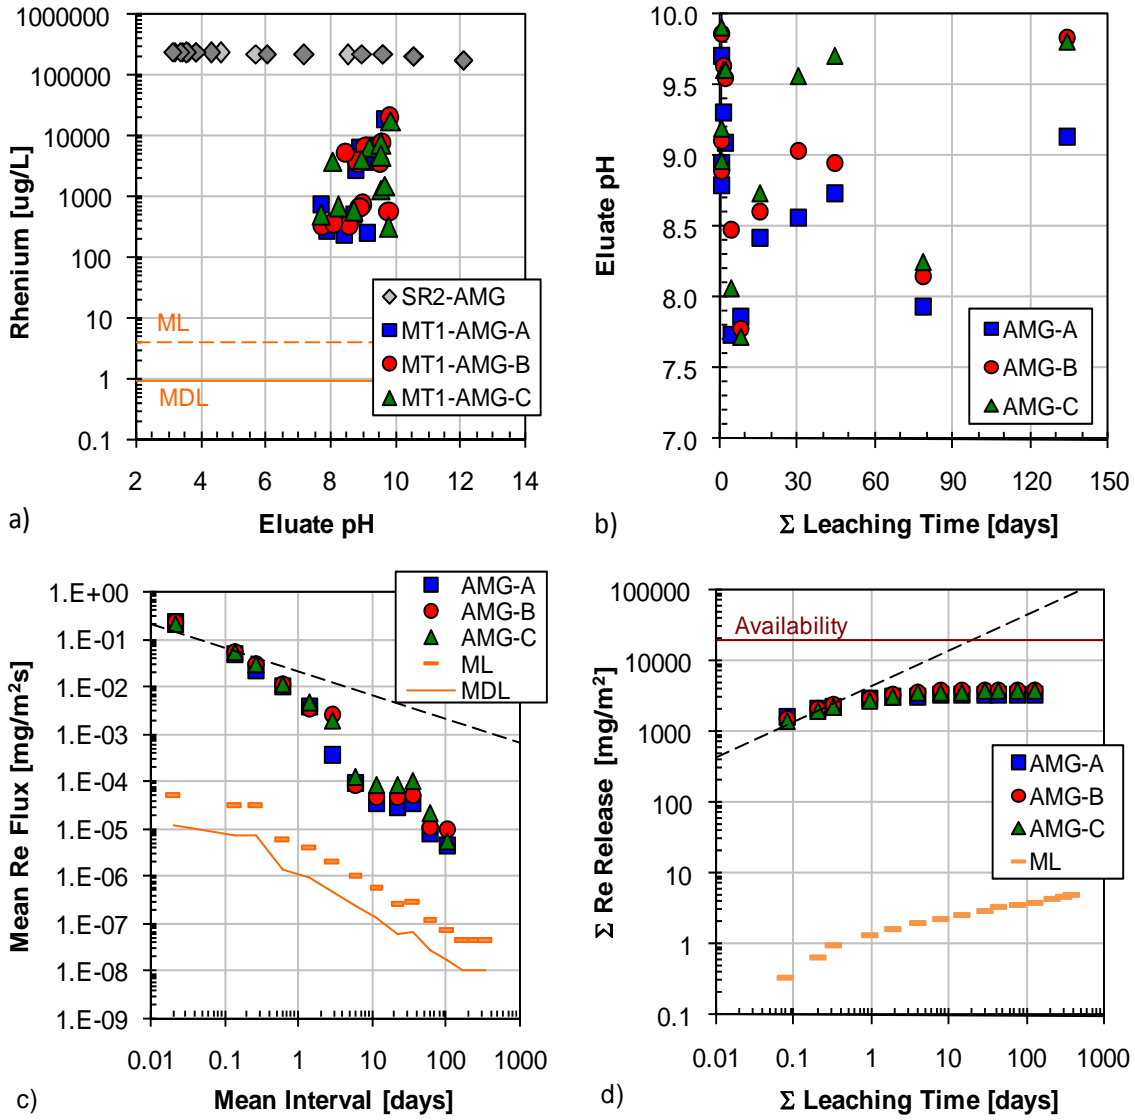 1000000
100000
10000
1000
100
10
1
0.1
Rhenium [ug/L]
ML
MDL
SR2-AMG
MT1-AMG-A
MT1-AMG-B
MT1-AMG-C
2 4 6 8 10 12 14
a)
Eluate pH
10.0
9.5
9.0
8.5
8.0
7.5
7.0
Eluate pH
AMG-A
AMG-B
AMG-C
0 30 60 90 120 150
b)
Σ Leaching Time [days]
1.E+00
1.E-01
1.E-02
1.E-03
1.E-04
1.E-05
1.E-06
1.E-07
1.E-08
1.E-09
Mean Re Flux [mg/m²s]
AMG-A
AMG-B
AMG-C
ML
MDL
0.01 0.1 1 10 100 1000
c)
Mean Interval [days]
100000
10000
1000
100
10
1
0.1
Σ Re Release [mg/m²]
Availability
AMG-A
AMG-B
AMG-C
ML
0.01 0.1 1 10 100 1000
d)
Σ Leaching Time [days]